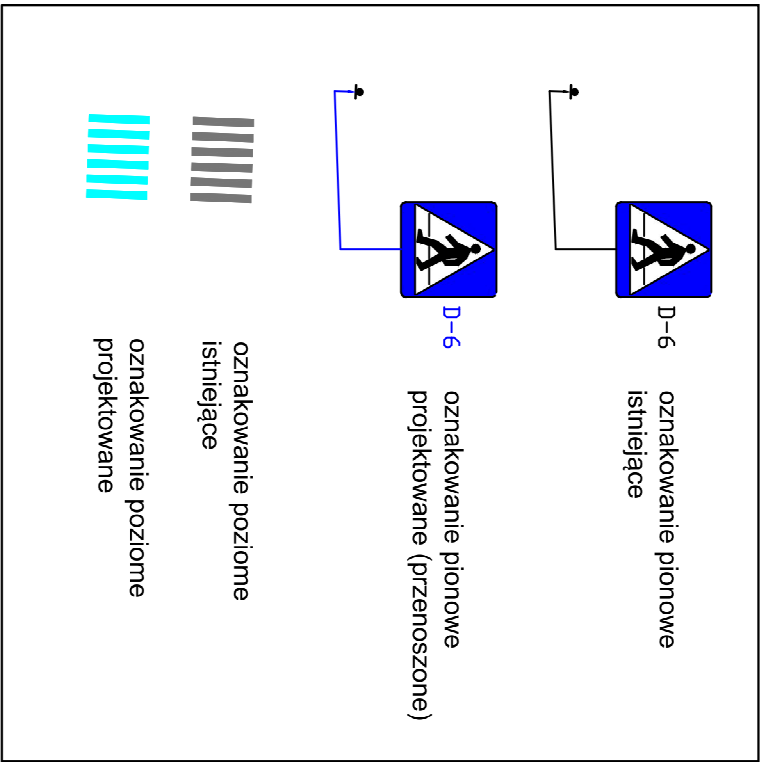 D-6
oznakowanie pionowe
istniejące
D-6
oznakowanie pionowe
projektowane (przenoszone)
oznakowanie poziome
istniejące
oznakowanie poziome
projektowane